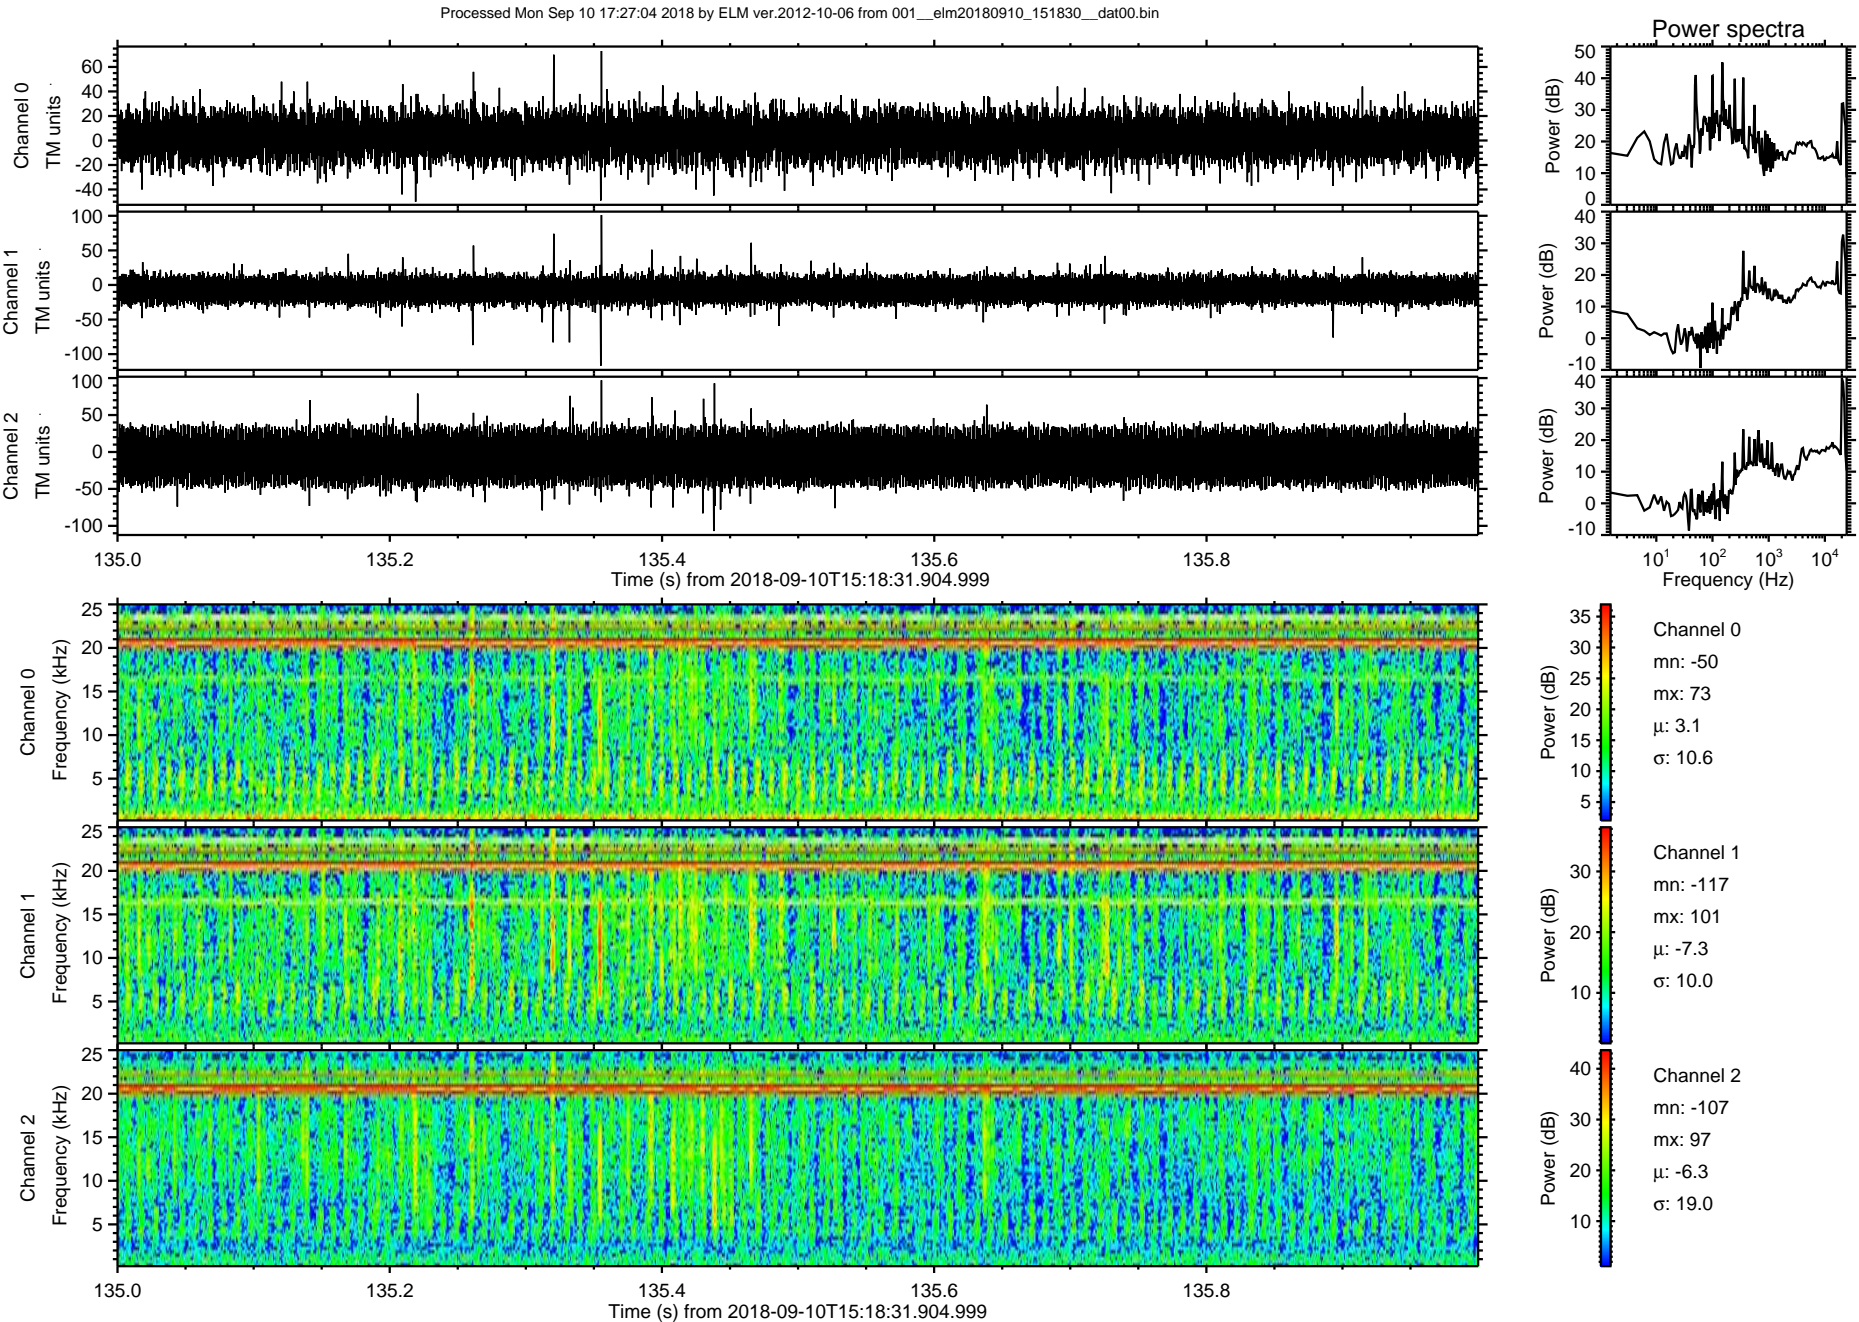 Processed Mon Sep 10 17:27:04 2018 by ELM ver.2012-10-06 from 001__elm20180910_151830__dat00.bin
Power spectra
Channel 0
TM units
60
40
20
0
-20
-40
Power (dB)
50
40
30
20
10
0
Channel 1
TM units
100
50
0
-50
-100
Power (dB)
40
30
20
10
0
-10
Channel 2
TM units
100
50
0
-50
-100
Power (dB)
40
30
20
10
0
-10
135.0
135.2
135.4
135.6
135.8
Time (s) from 2018-09-10T15:18:31.904.999
10^1
10^2
10^3
10^4
Frequency (Hz)
Channel 0
Frequency (kHz)
25
20
15
10
5
Power (dB)
35
30
25
20
15
10
5
Channel 0
mn: -50
mx: 73
µ: 3.1
σ: 10.6
Channel 1
Frequency (kHz)
25
20
15
10
5
Power (dB)
30
20
10
Channel 1
mn: -117
mx: 101
µ: -7.3
σ: 10.0
Channel 2
Frequency (kHz)
25
20
15
10
5
Power (dB)
40
30
20
10
Channel 2
mn: -107
mx: 97
µ: -6.3
σ: 19.0
135.0
135.2
135.4
135.6
135.8
Time (s) from 2018-09-10T15:18:31.904.999